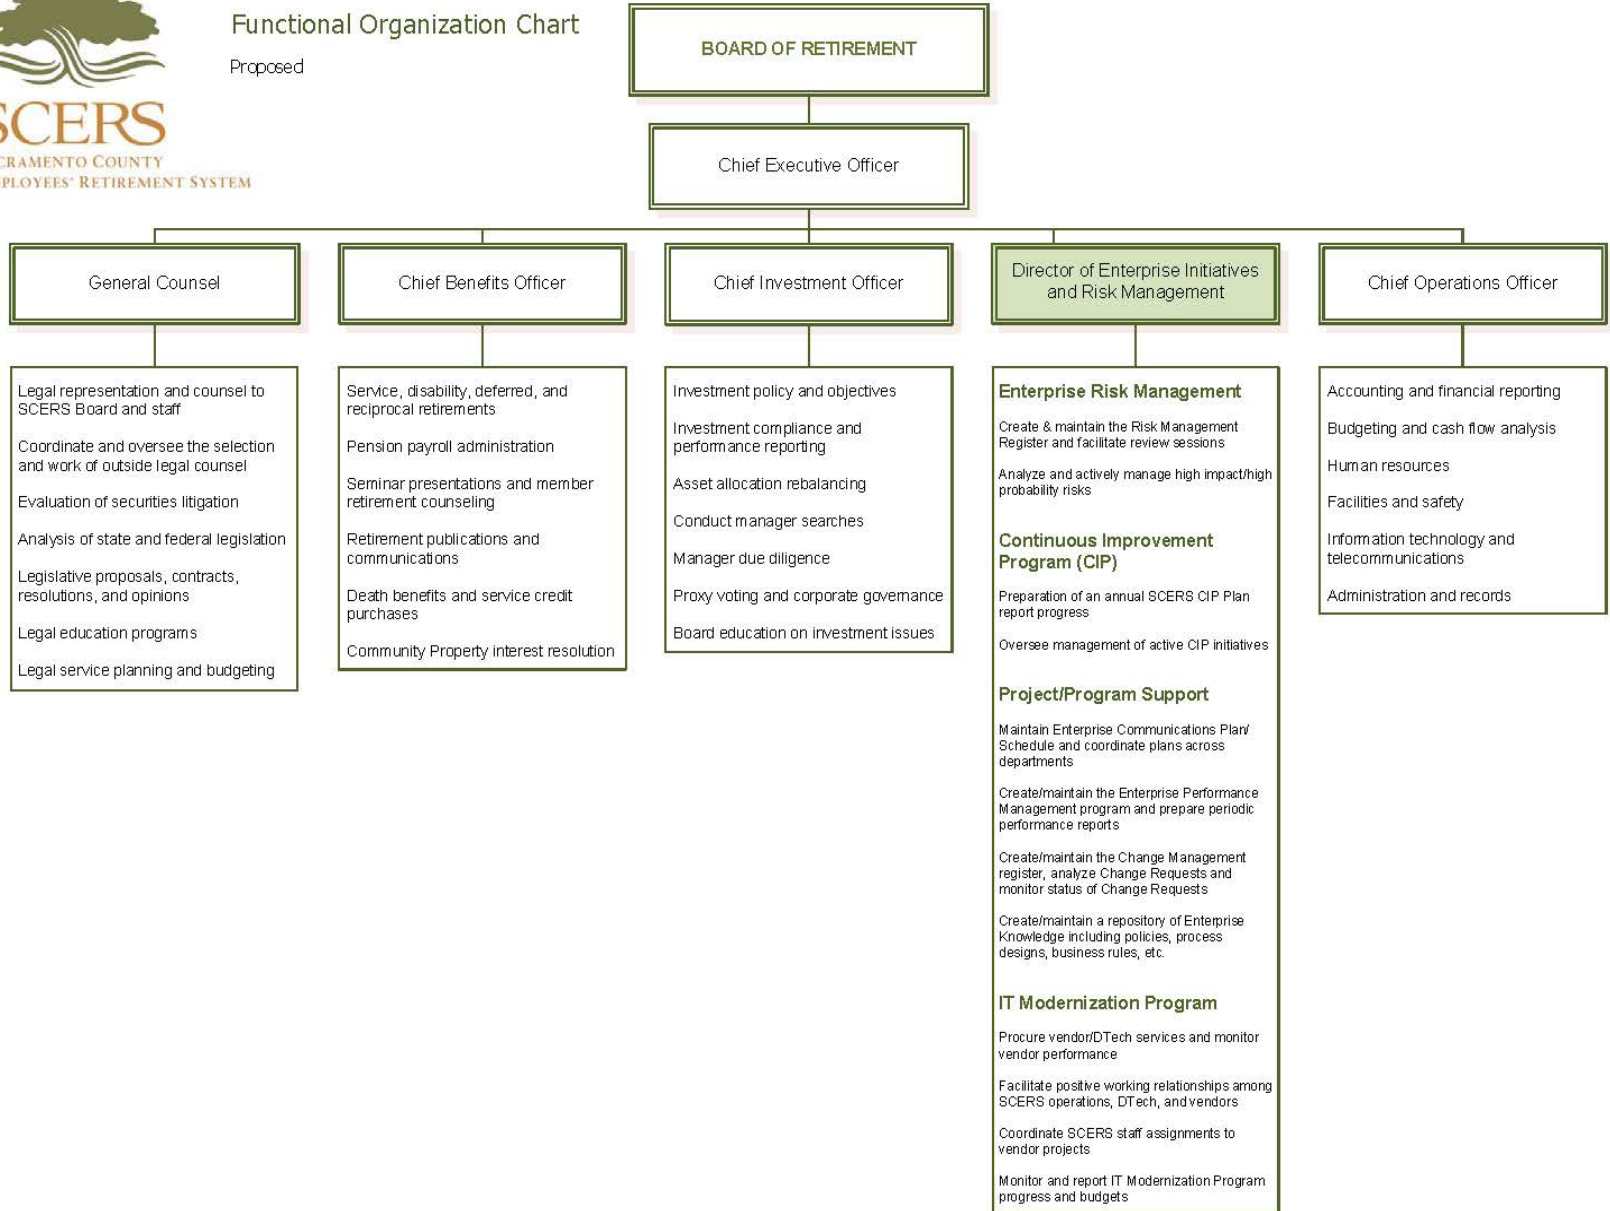 Functional Organization Chart
Proposed
SCERS
SACRAMENTO COUNTY
EMPLOYEES' RETIREMENT SYSTEM
BOARD OF RETIREMENT
Chief Executive Officer
General Counsel
Legal representation and counsel to
SCERS Board and staff
Coordinate and oversee the selection
and work of outside legal counsel
Evaluation of securities litigation
Analysis of state and federal legislation
Legislative proposals, contracts,
resolutions, and opinions
Legal education programs
Legal service planning and budgeting
Chief Benefits Officer
Service, disability, deferred, and
reciprocal retirements
Pension payroll administration
Seminar presentations and member
retirement counseling
Retirement publications and
communications
Death benefits and service credit
purchases
Community Property interest resolution
Chief Investment Officer
Investment policy and objectives
Investment compliance and
performance reporting
Asset allocation rebalancing
Conduct manager searches
Manager due diligence
Proxy voting and corporate governance
Board education on investment issues
Director of Enterprise Initiatives
and Risk Management
Enterprise Risk Management
Create & maintain the Risk Management
Register and facilitate review sessions
Analyze and actively manage high impact/high
probability risks
Continuous Improvement
Program (CIP)
Preparation of an annual SCERS CIP Plan
report progress
Oversee management of active CIP initiatives
Project/Program Support
Maintain Enterprise Communications Plan/
Schedule and coordinate plans across
departments
Create/maintain the Enterprise Performance
Management program and prepare periodic
performance reports
Create/maintain the Change Management
register, analyze Change Requests and
monitor status of Change Requests
Create/maintain a repository of Enterprise
Knowledge including policies, process
designs, business rules, etc.
IT Modernization Program
Procure vendor/DTech services and monitor
vendor performance
Facilitate positive working relationships among
SCERS operations, DTech, and vendors
Coordinate SCERS staff assignments to
vendor projects
Monitor and report IT Modernization Program
progress and budgets
Chief Operations Officer
Accounting and financial reporting
Budgeting and cash flow analysis
Human resources
Facilities and safety
Information technology and
telecommunications
Administration and records